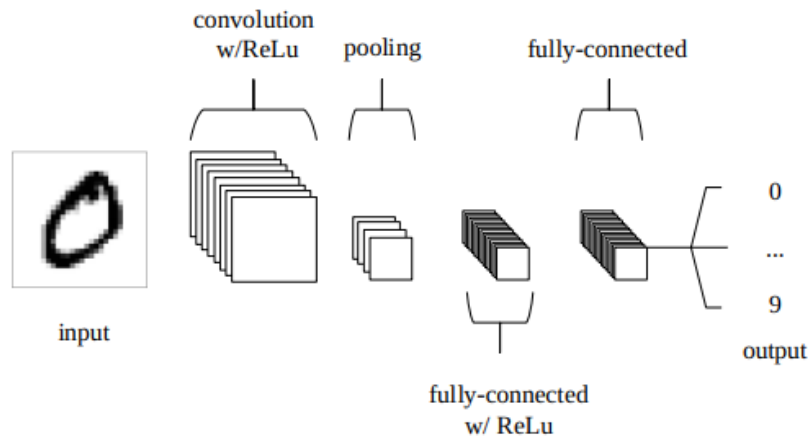 convolution
w/ReLu
pooling
fully-connected
input
fully-connected
w/ ReLu
0
...
9
output